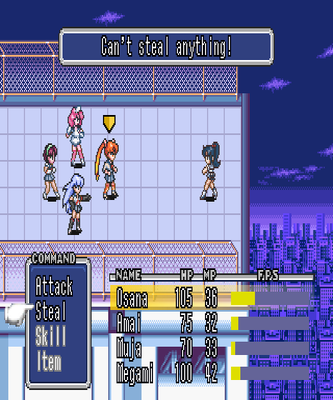 Can't steal anything!
COMMAND
Attack
Steal
Skill
Item
NAME HP MP F.P.S
Osana 105 36
Amai 75 32
Muja 70 33
Megami 100 42